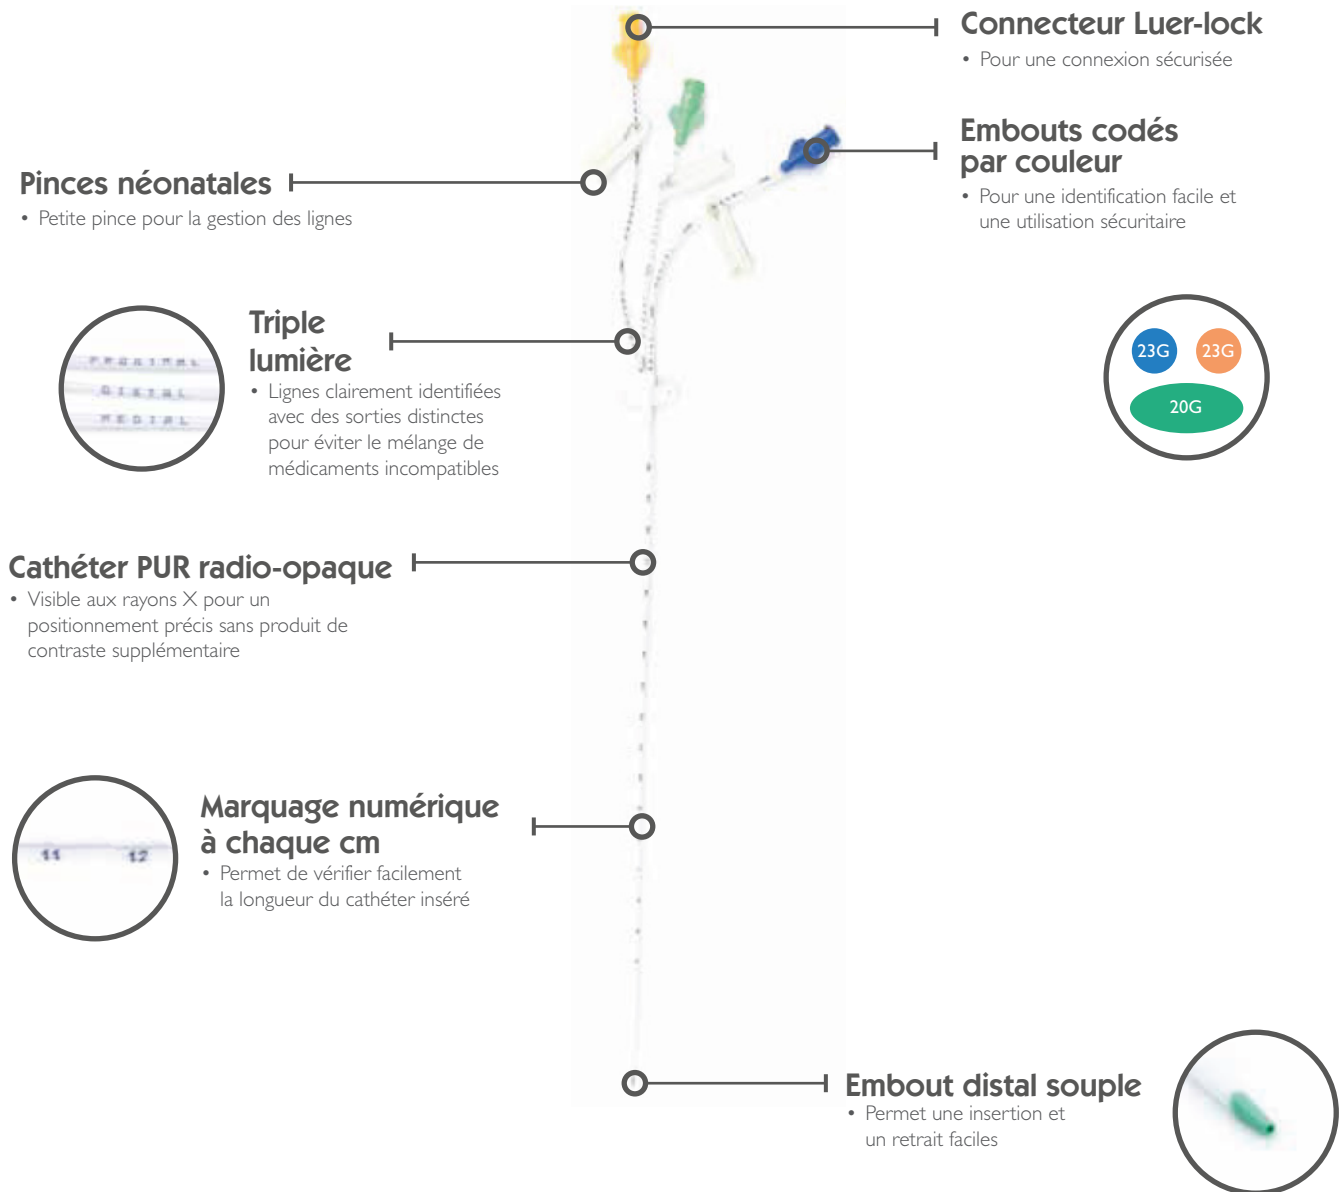 Connecteur Luer-lock
• Pour une connexion sécurisée
Embouts codés
par couleur
• Pour une identification facile et
une utilisation sécuritaire
Pinces néonatales
• Petite pince pour la gestion des lignes
23G
23G
20G
PROXIMAL
DISTAL
MEDIAL
Triple
lumière
• Lignes clairement identifiées
avec des sorties distinctes
pour éviter le mélange de
médicaments incompatibles
Cathéter PUR radio-opaque
• Visible aux rayons X pour un
positionnement précis sans produit de
contraste supplémentaire
11 12
Marquage numérique
à chaque cm
• Permet de vérifier facilement
la longueur du cathéter inséré
Embout distal souple
• Permet une insertion et
un retrait faciles